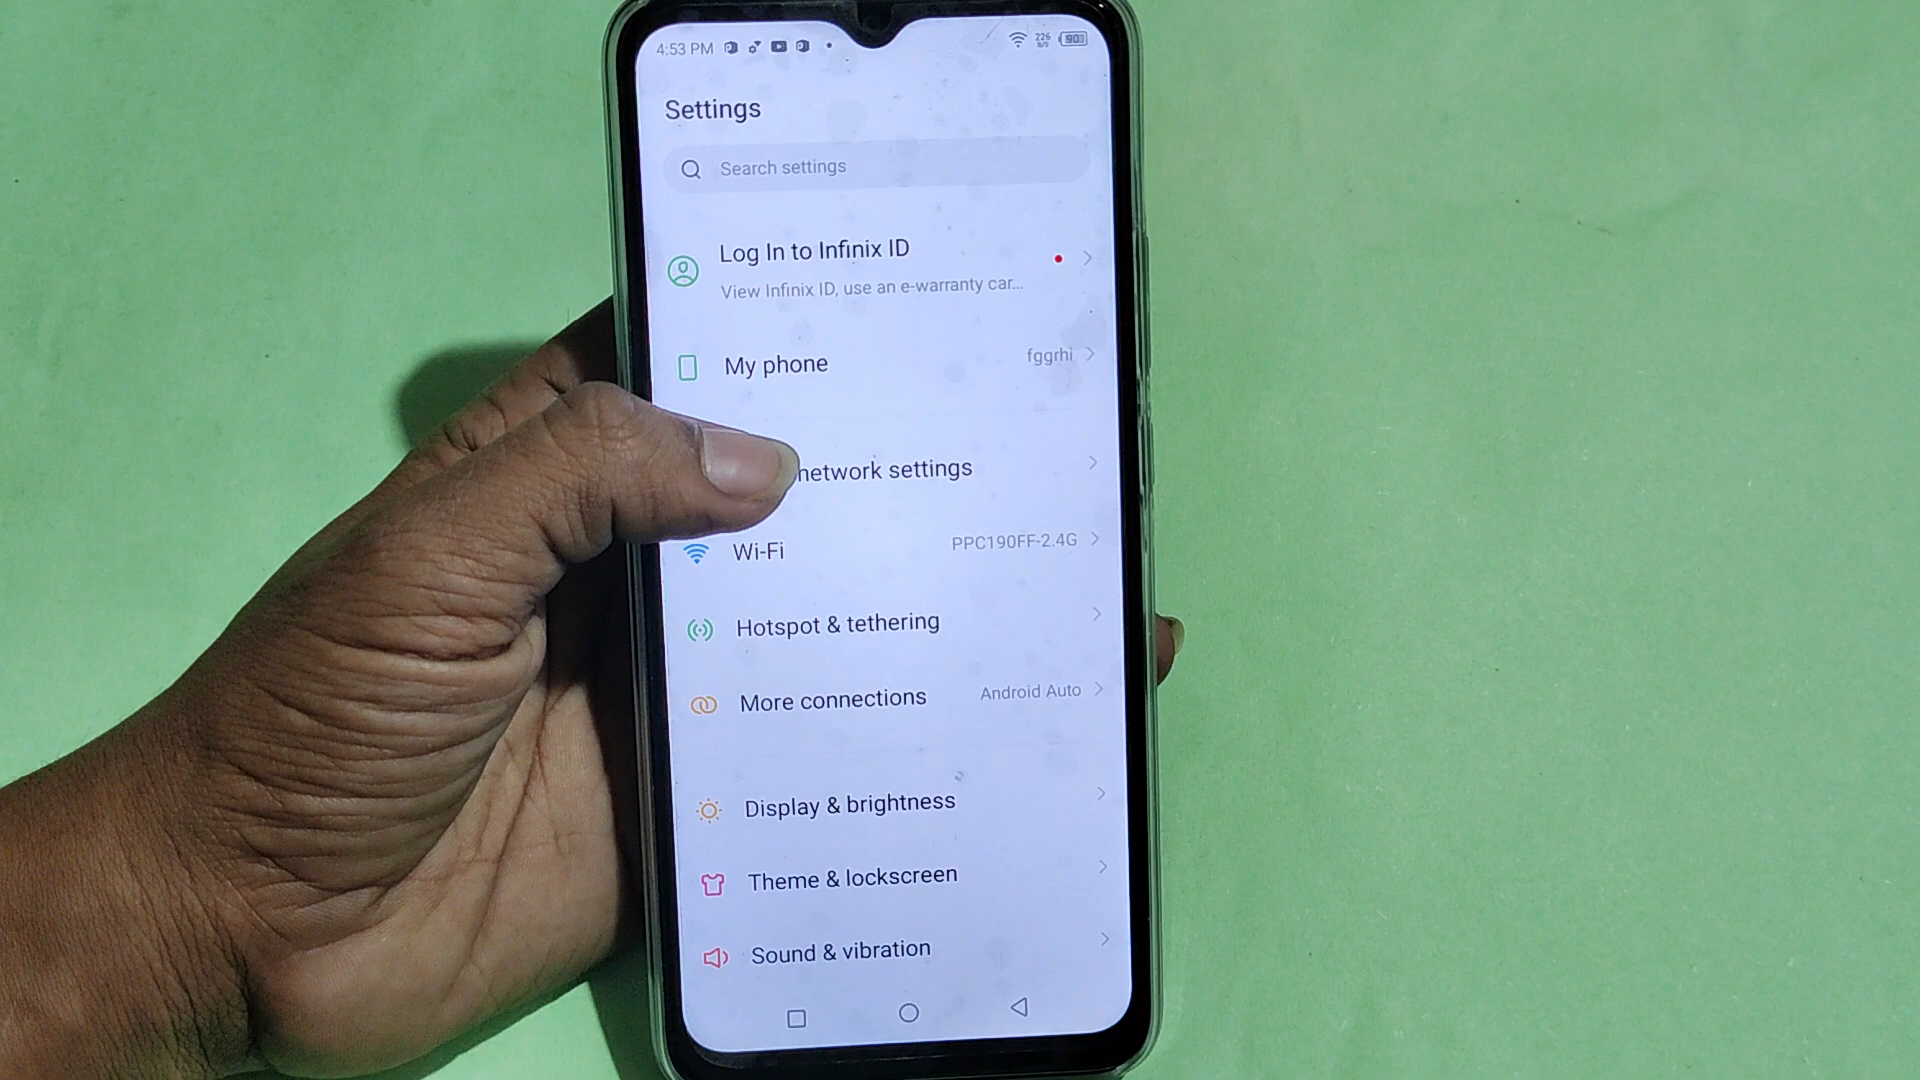 4:53 PM
226
B/S
90
Settings
Search settings
Log In to Infinix ID
View Infinix ID, use an e-warranty car...
My phone
fggrhi
network settings
Wi-Fi
PPC190FF-2.4G
Hotspot & tethering
More connections
Android Auto
Display & brightness
Theme & lockscreen
Sound & vibration